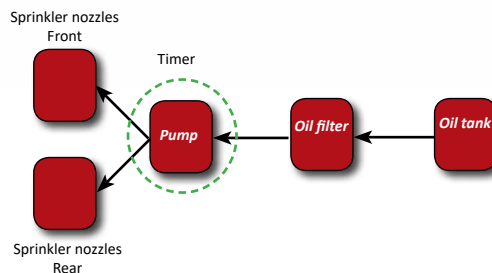 Sprinkler nozzles
Front
Timer
Pump
Oil filter
Oil tank
Sprinkler nozzles
Rear